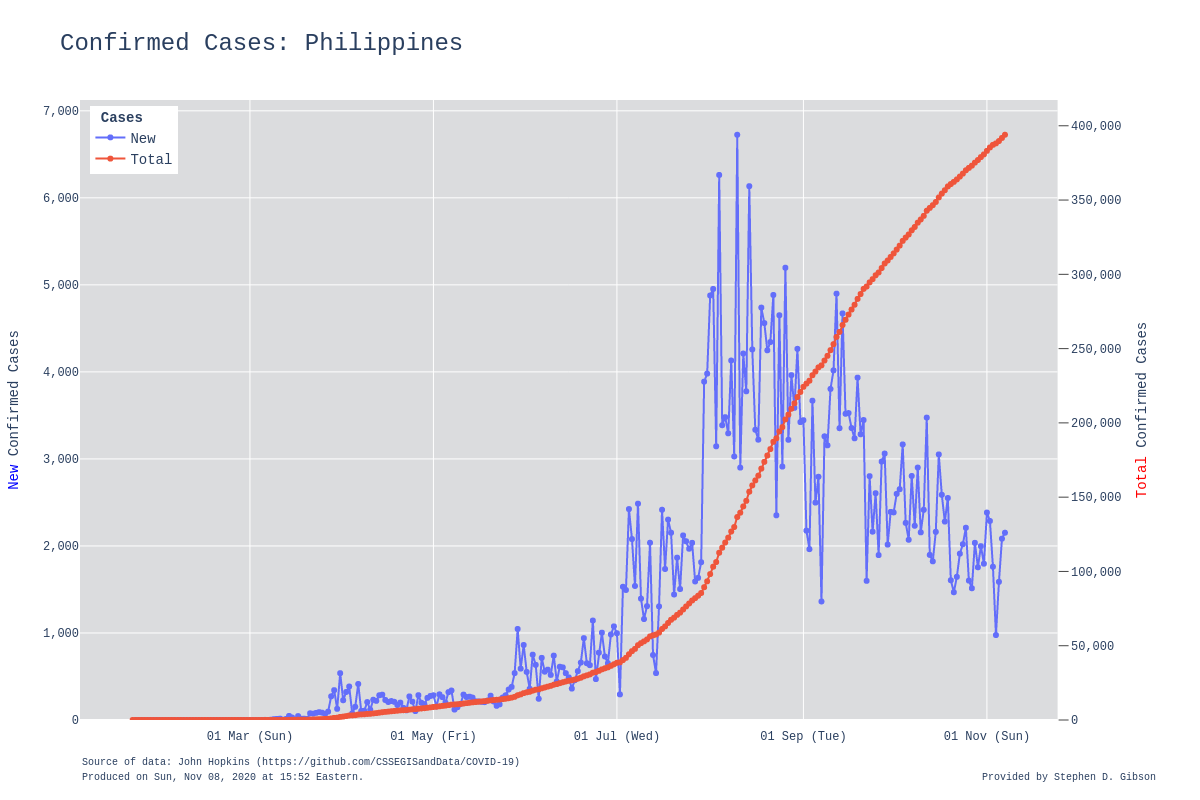 Confirmed Cases: Philippines
Cases
New
Total
7,000
6,000
5,000
4,000
3,000
2,000
1,000
0
New Confirmed Cases
400,000
350,000
300,000
250,000
200,000
150,000
100,000
50,000
0
Total Confirmed Cases
01 Mar (Sun)
01 May (Fri)
01 Jul (Wed)
01 Sep (Tue)
01 Nov (Sun)
Source of data: John Hopkins (https://github.com/CSSEGISandData/COVID-19)
Produced on Sun, Nov 08, 2020 at 15:52 Eastern.
Provided by Stephen D. Gibson